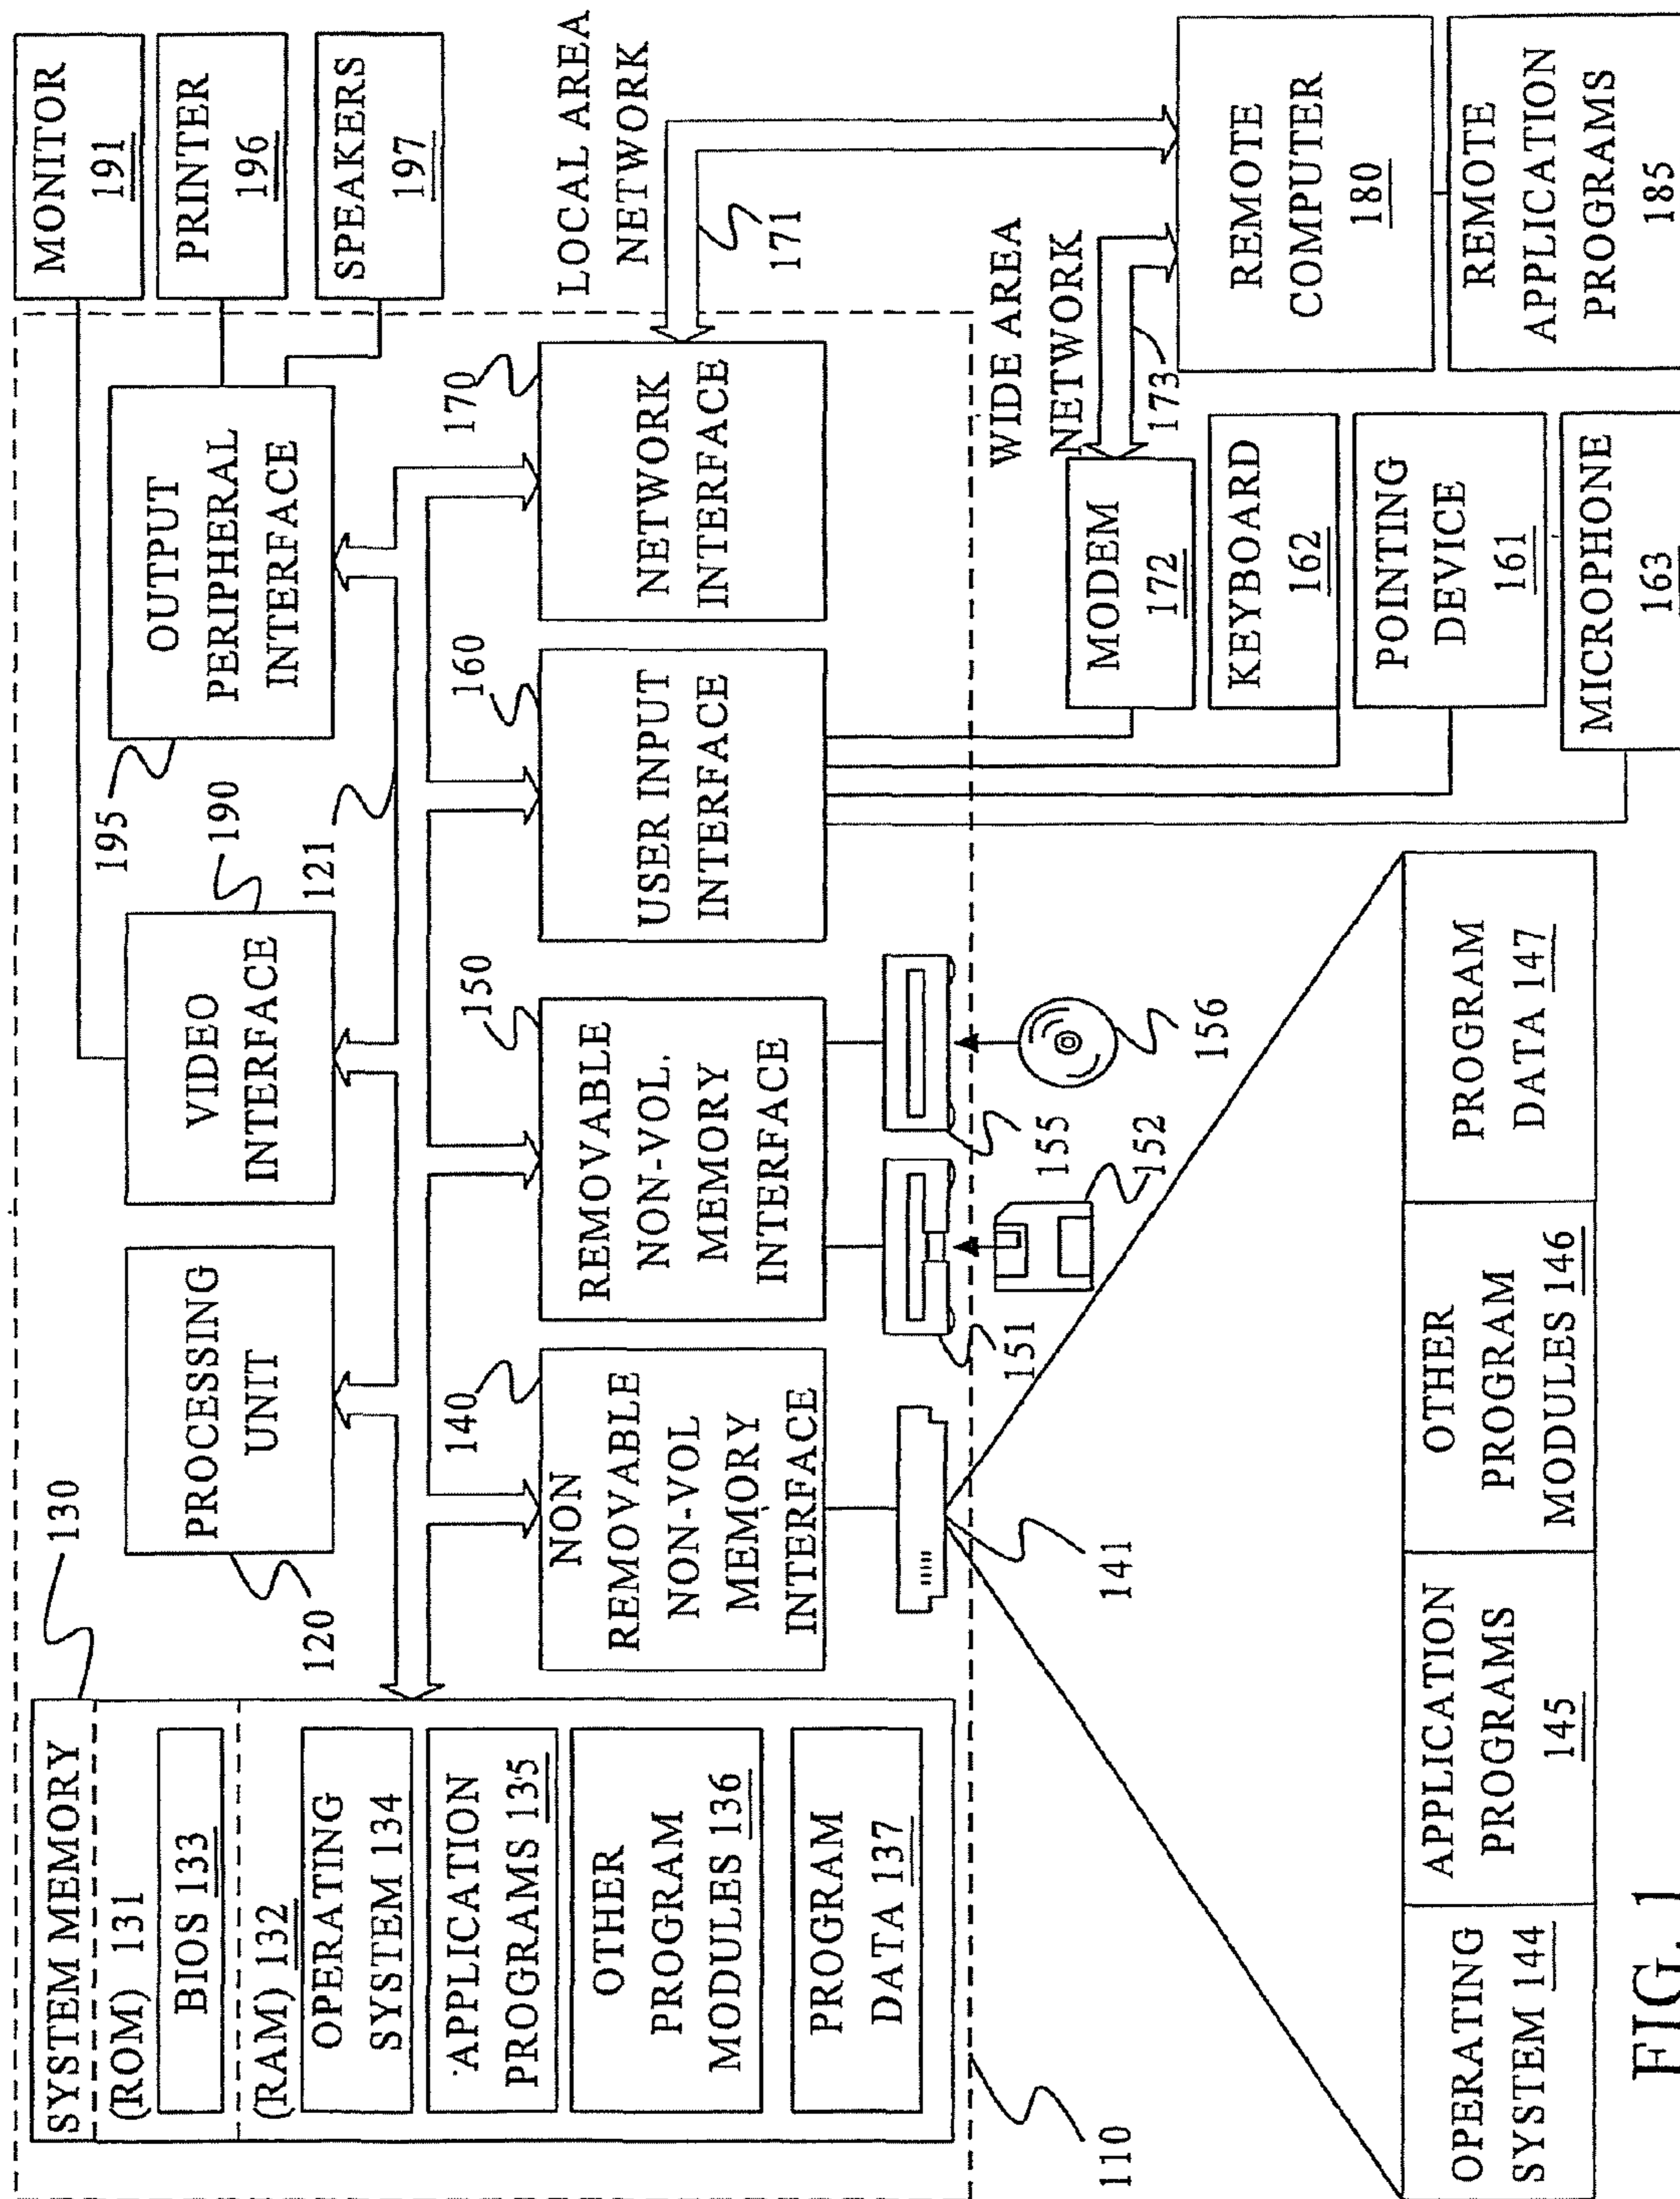 SYSTEM MEMORY
(ROM) 131
BIOS 133
(RAM) 132
OPERATING
SYSTEM 134
APPLICATION
PROGRAMS 135
OTHER
PROGRAM
MODULES 136
PROGRAM
DATA 137
130
120
PROCESSING
UNIT
VIDEO
INTERFACE
190
121
195
OUTPUT
PERIPHERAL
INTERFACE
MONITOR
191
PRINTER
196
SPEAKERS
197
140
NON
REMOVABLE
NON-VOL
MEMORY
INTERFACE
150
REMOVABLE
NON-VOL.
MEMORY
INTERFACE
160
USER INPUT
INTERFACE
170
NETWORK
INTERFACE
LOCAL AREA
NETWORK
171
WIDE AREA
NETWORK
173
110
141
151
152
155
156
MODEM
172
KEYBOARD
162
POINTING
DEVICE
161
MICROPHONE
163
REMOTE
COMPUTER
180
REMOTE
APPLICATION
PROGRAMS
185
OPERATING
SYSTEM 144
APPLICATION
PROGRAMS
145
OTHER
PROGRAM
MODULES 146
PROGRAM
DATA 147
FIG. 1